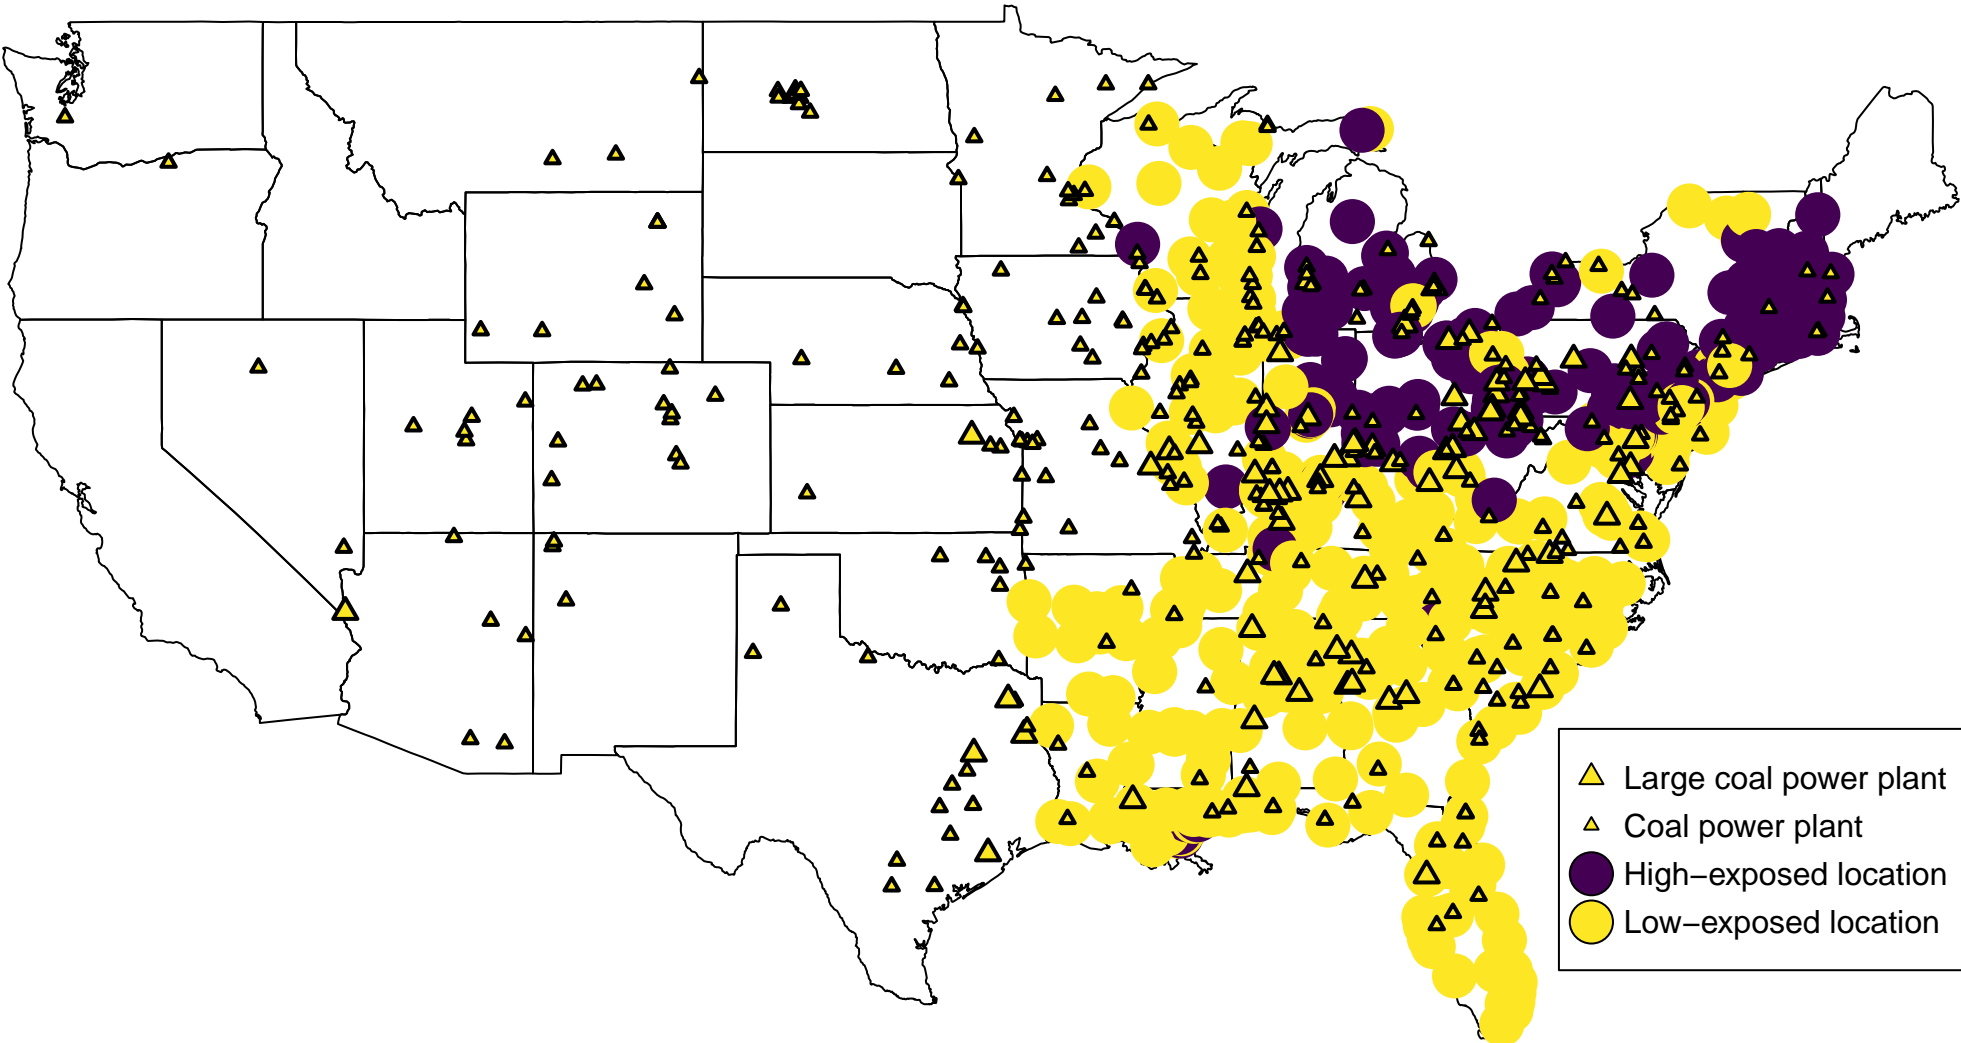 Large coal power plant
Coal power plant
High−exposed location
Low−exposed location